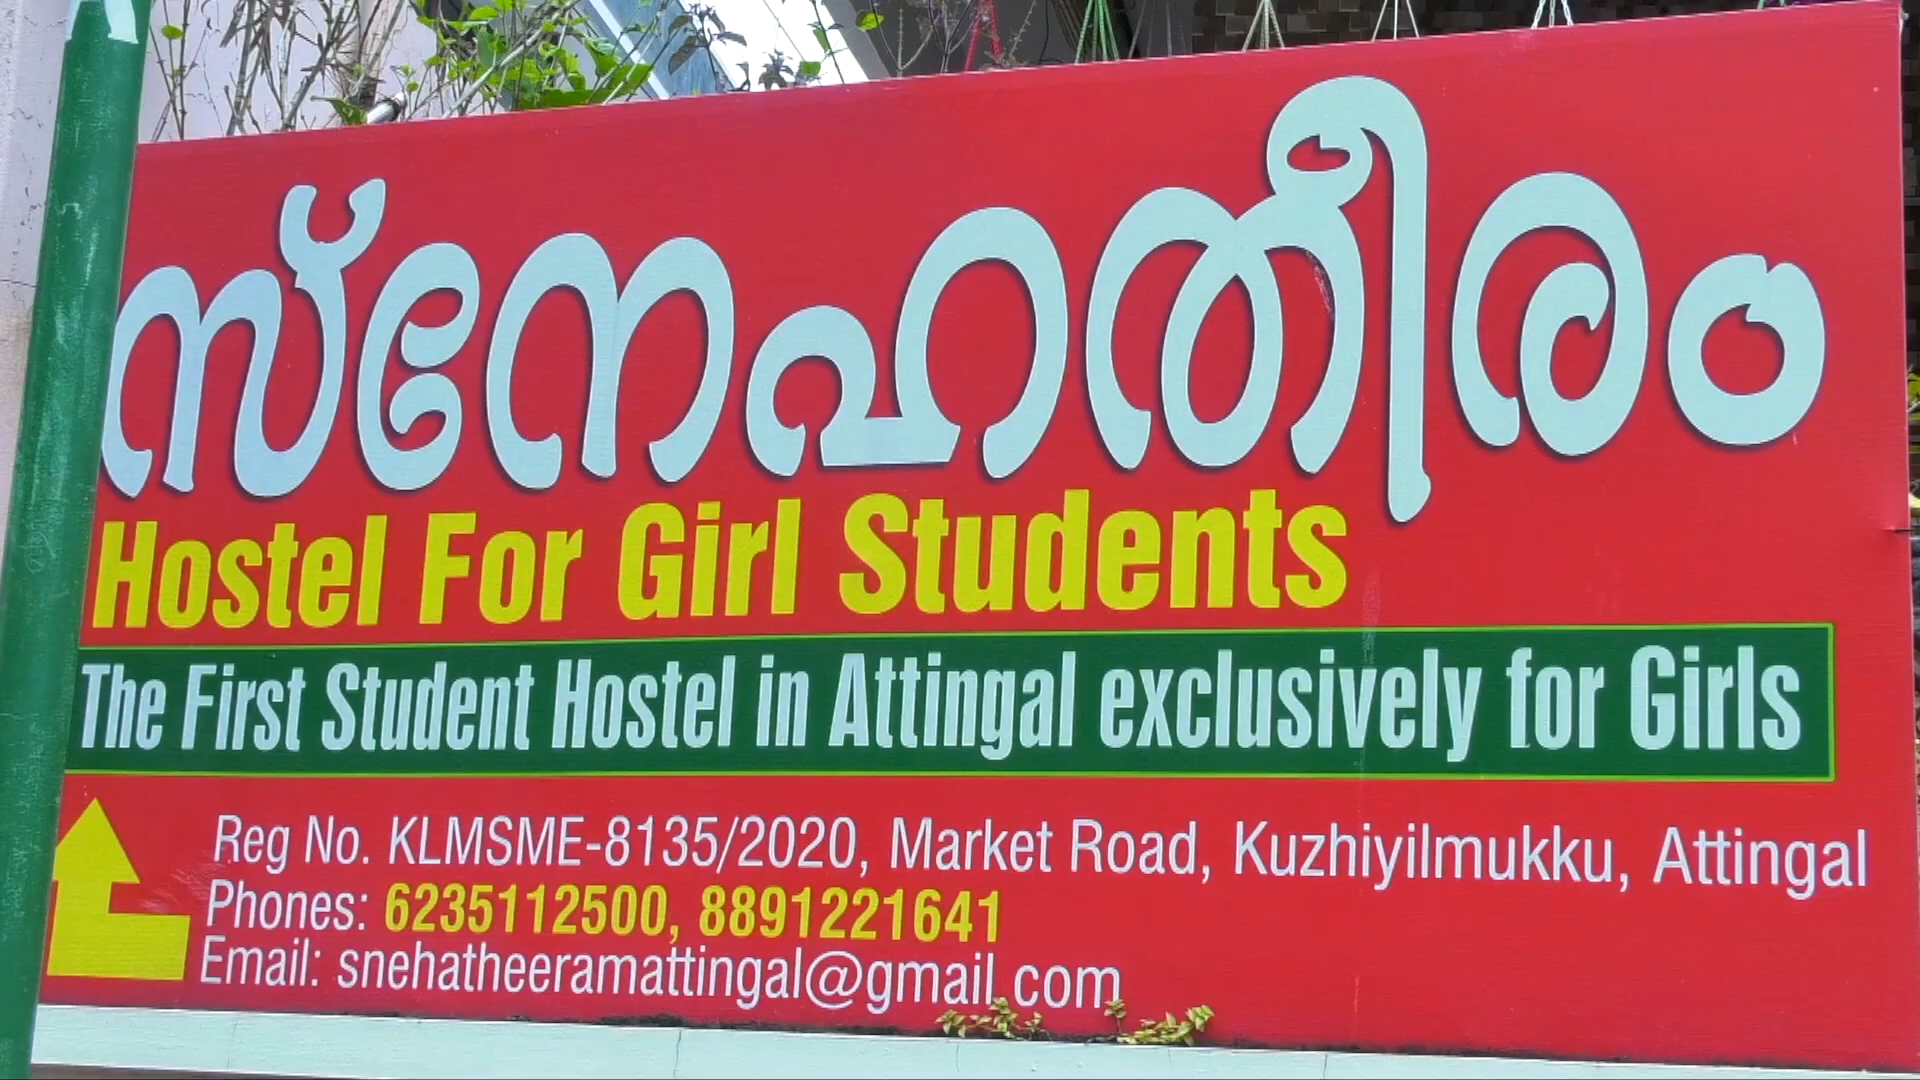 സ്നേഹതീരം
Hostel For Girl Students
The First Student Hostel in Attingal exclusively for Girls
Reg No. KLMSME-8135/2020, Market Road, Kuzhiyilmukku, Attingal
Phones: 6235112500, 8891221641
Email: snehatheeramattingal@gmail.com